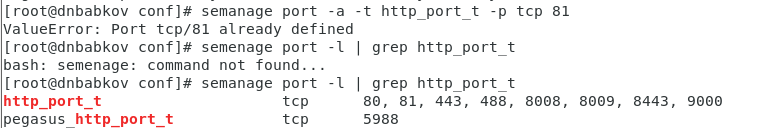 [root@dnbabkov conf]# semanage port -a -t http_port_t -p tcp 81
ValueError: Port tcp/81 already defined
[root@dnbabkov conf]# semenage port -l | grep http_port_t
bash: semenage: command not found...
[root@dnbabkov conf]# semanage port -l | grep http_port_t
http_port_t                    tcp      80, 81, 443, 488, 8008, 8009, 8443, 9000
pegasus_http_port_t            tcp      5988